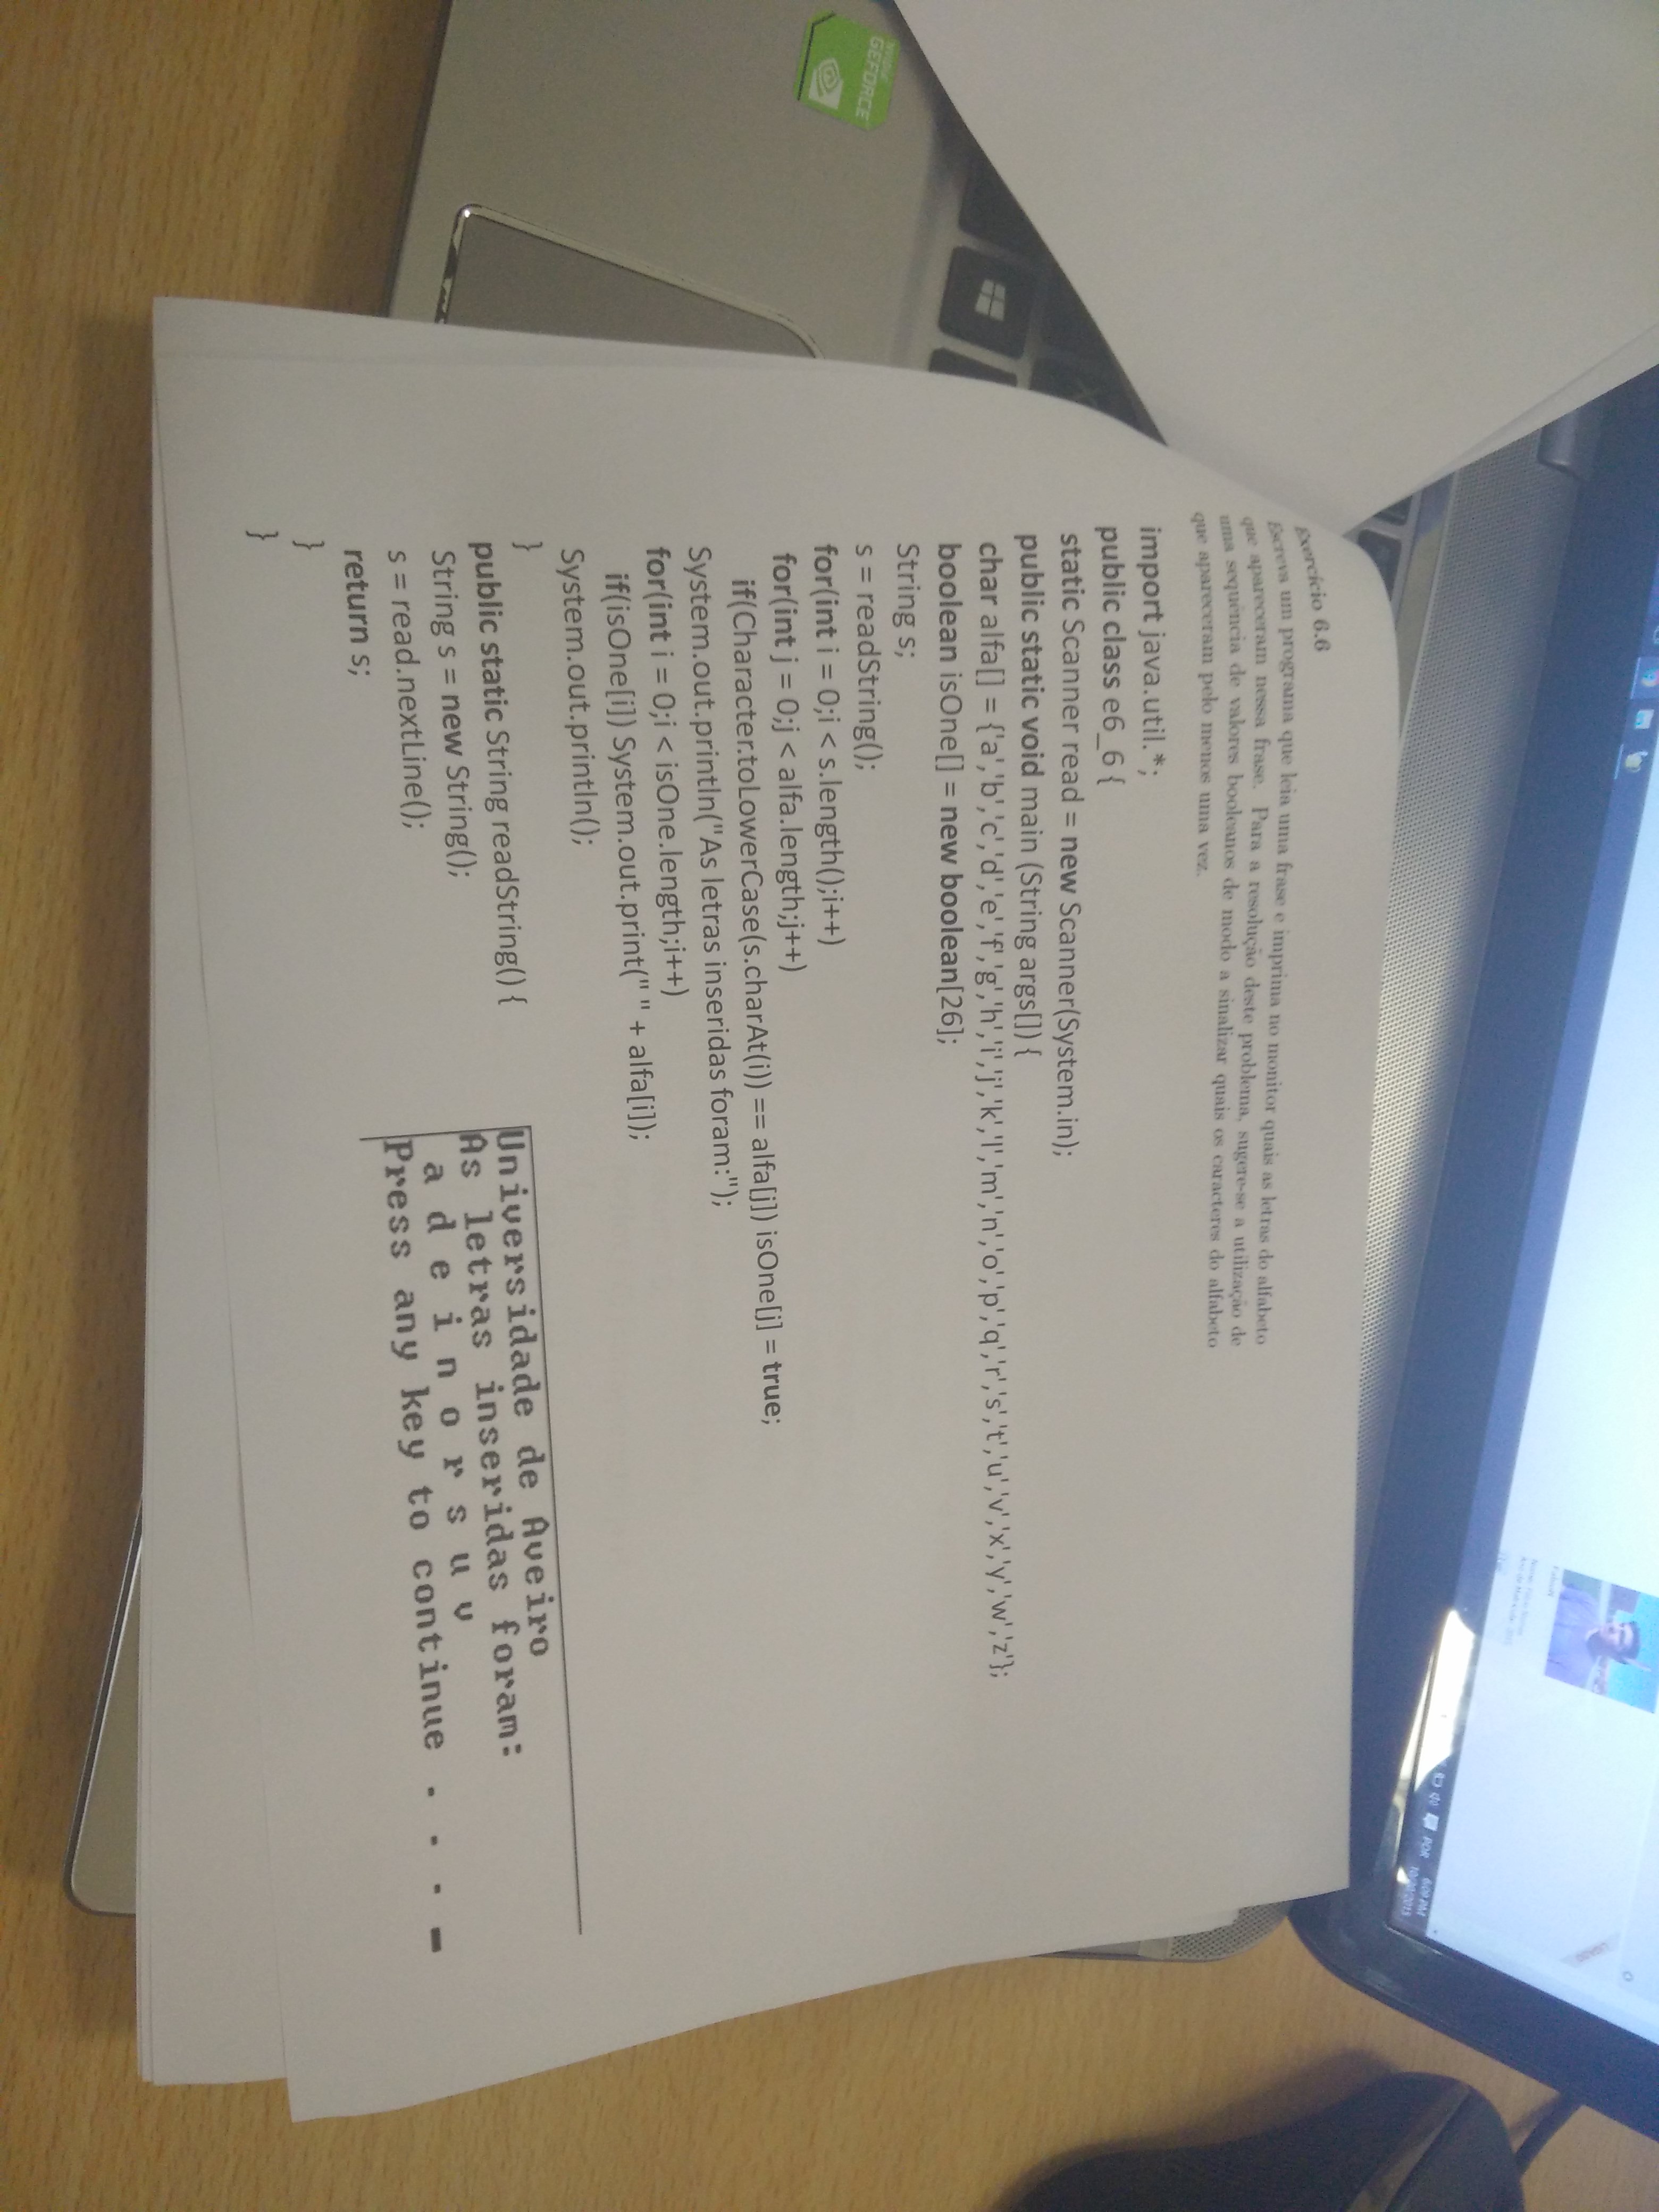 Exercício 6.6
Escreva um programa que leia uma frase e imprima no monitor quais as letras do alfabeto
que apareceram nessa frase. Para a resolução deste problema, sugere-se a utilização de
uma sequência de valores booleanos de modo a sinalizar quais os caracteres do alfabeto
que apareceram pelo menos uma vez.
import java.util.*;
public class e6_6 {
static Scanner read = new Scanner(System.in);
public static void main (String args[]) {
char alfa[] = {'a','b','c','d','e','f','g','h','i','j','k','l','m','n','o','p','q','r','s','t','u','v','x','y','w','z'};
boolean isOne[] = new boolean[26];
String s;
s = readString();
for(int i = 0;i < s.length();i++)
for(int j = 0;j < alfa.length;j++)
if(Character.toLowerCase(s.charAt(i)) == alfa[j]) isOne[j] = true;
System.out.println("As letras inseridas foram:");
for(int i = 0;i < isOne.length;i++)
if(isOne[i]) System.out.print(" " + alfa[i]);
System.out.println();
}
public static String readString() {
String s = new String();
s = read.nextLine();
return s;
}
}
Universidade de Aveiro
As letras inseridas foram:
a d e i n o r s u v
Press any key to continue . . .
GEFORCE
POR
6:09 PM